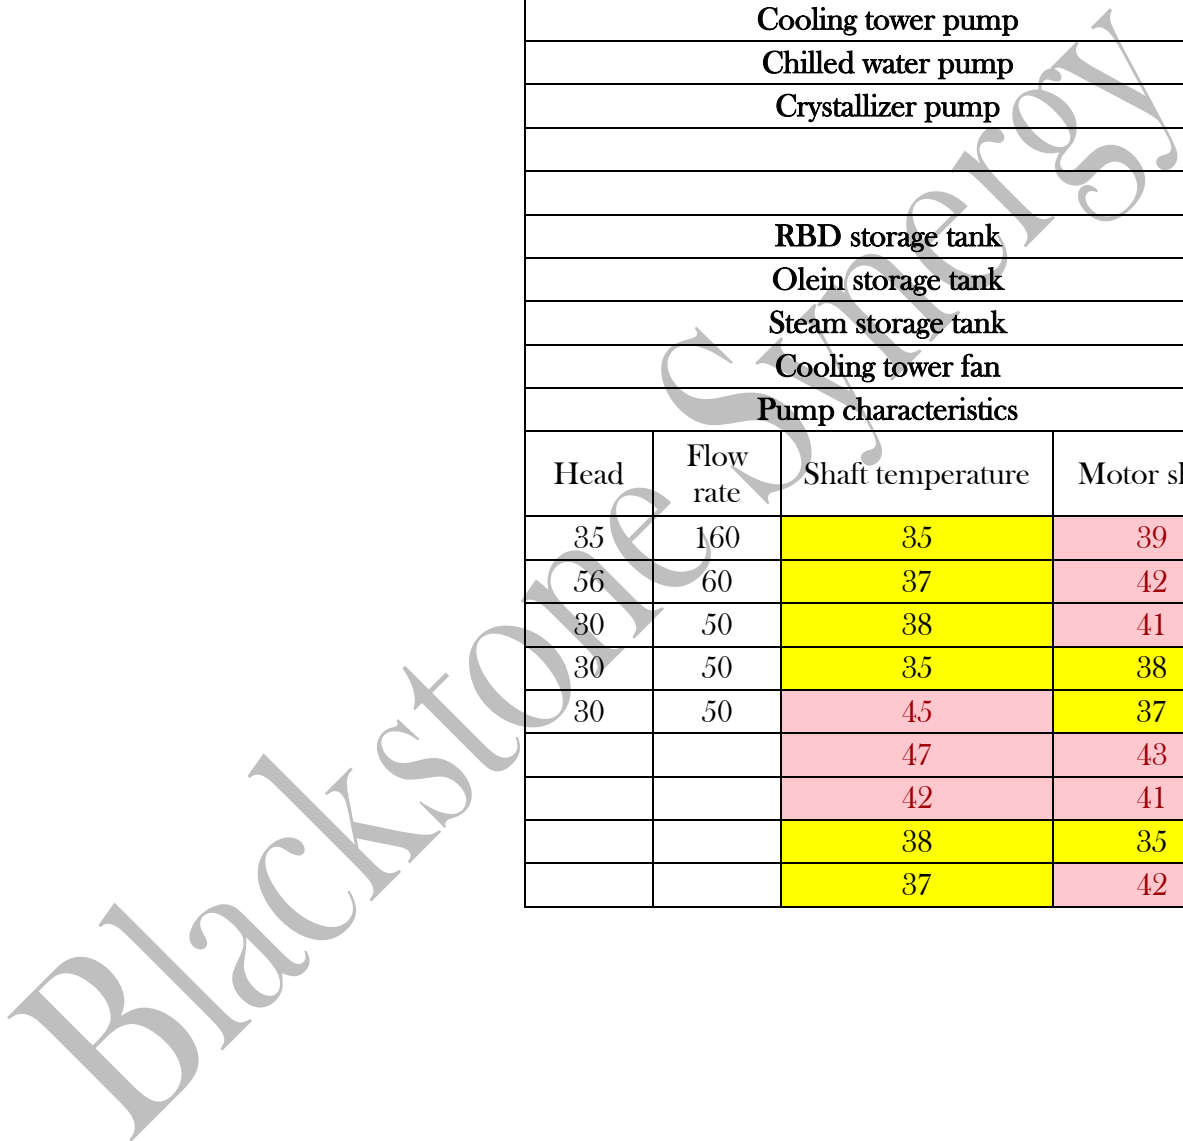 Cooling tower pump
Chilled water pump
Crystallizer pump
RBD storage tank
Olein storage tank
Steam storage tank
Cooling tower fan
Pump characteristics
Head Flow rate Shaft temperature Motor
35 160 35 39
56 60 37 42
30 50 38 41
30 50 35 38
30 50 45 37
47 43
42 41
38 35
37 42
Blackstone Synergy